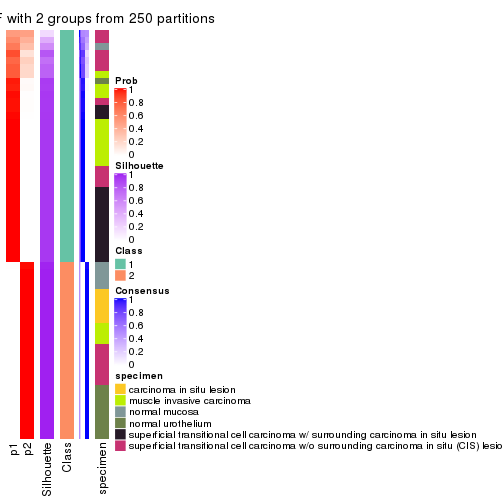 F with 2 groups from 250 partitions
Prob
1
0.8
0.6
0.4
0.2
0
Silhouette
1
0.8
0.6
0.4
0.2
0
Class
1
2
Consensus
1
0.8
0.6
0.4
0.2
0
specimen
carcinoma in situ lesion
muscle invasive carcinoma
normal mucosa
normal urothelium
superficial transitional cell carcinoma w/ surrounding carcinoma in situ lesion
superficial transitional cell carcinoma w/o surrounding carcinoma in situ (CIS) lesio
p1
p2
Silhouette
Class
specimen